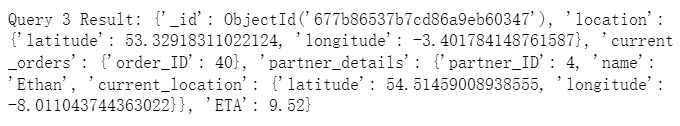 Query 3 Result: {'_id': ObjectId('677b86537b7cd86a9eb60347'), 'location':
{'latitude': 53.32918311022124, 'longitude': -3.401784148761587}, 'current
_orders': {'order_ID': 40}, 'partner_details': {'partner_ID': 4, 'name':
'Ethan', 'current_location': {'latitude': 54.51459008938555, 'longitude':
-8.011043744363022}}, 'ETA': 9.52}